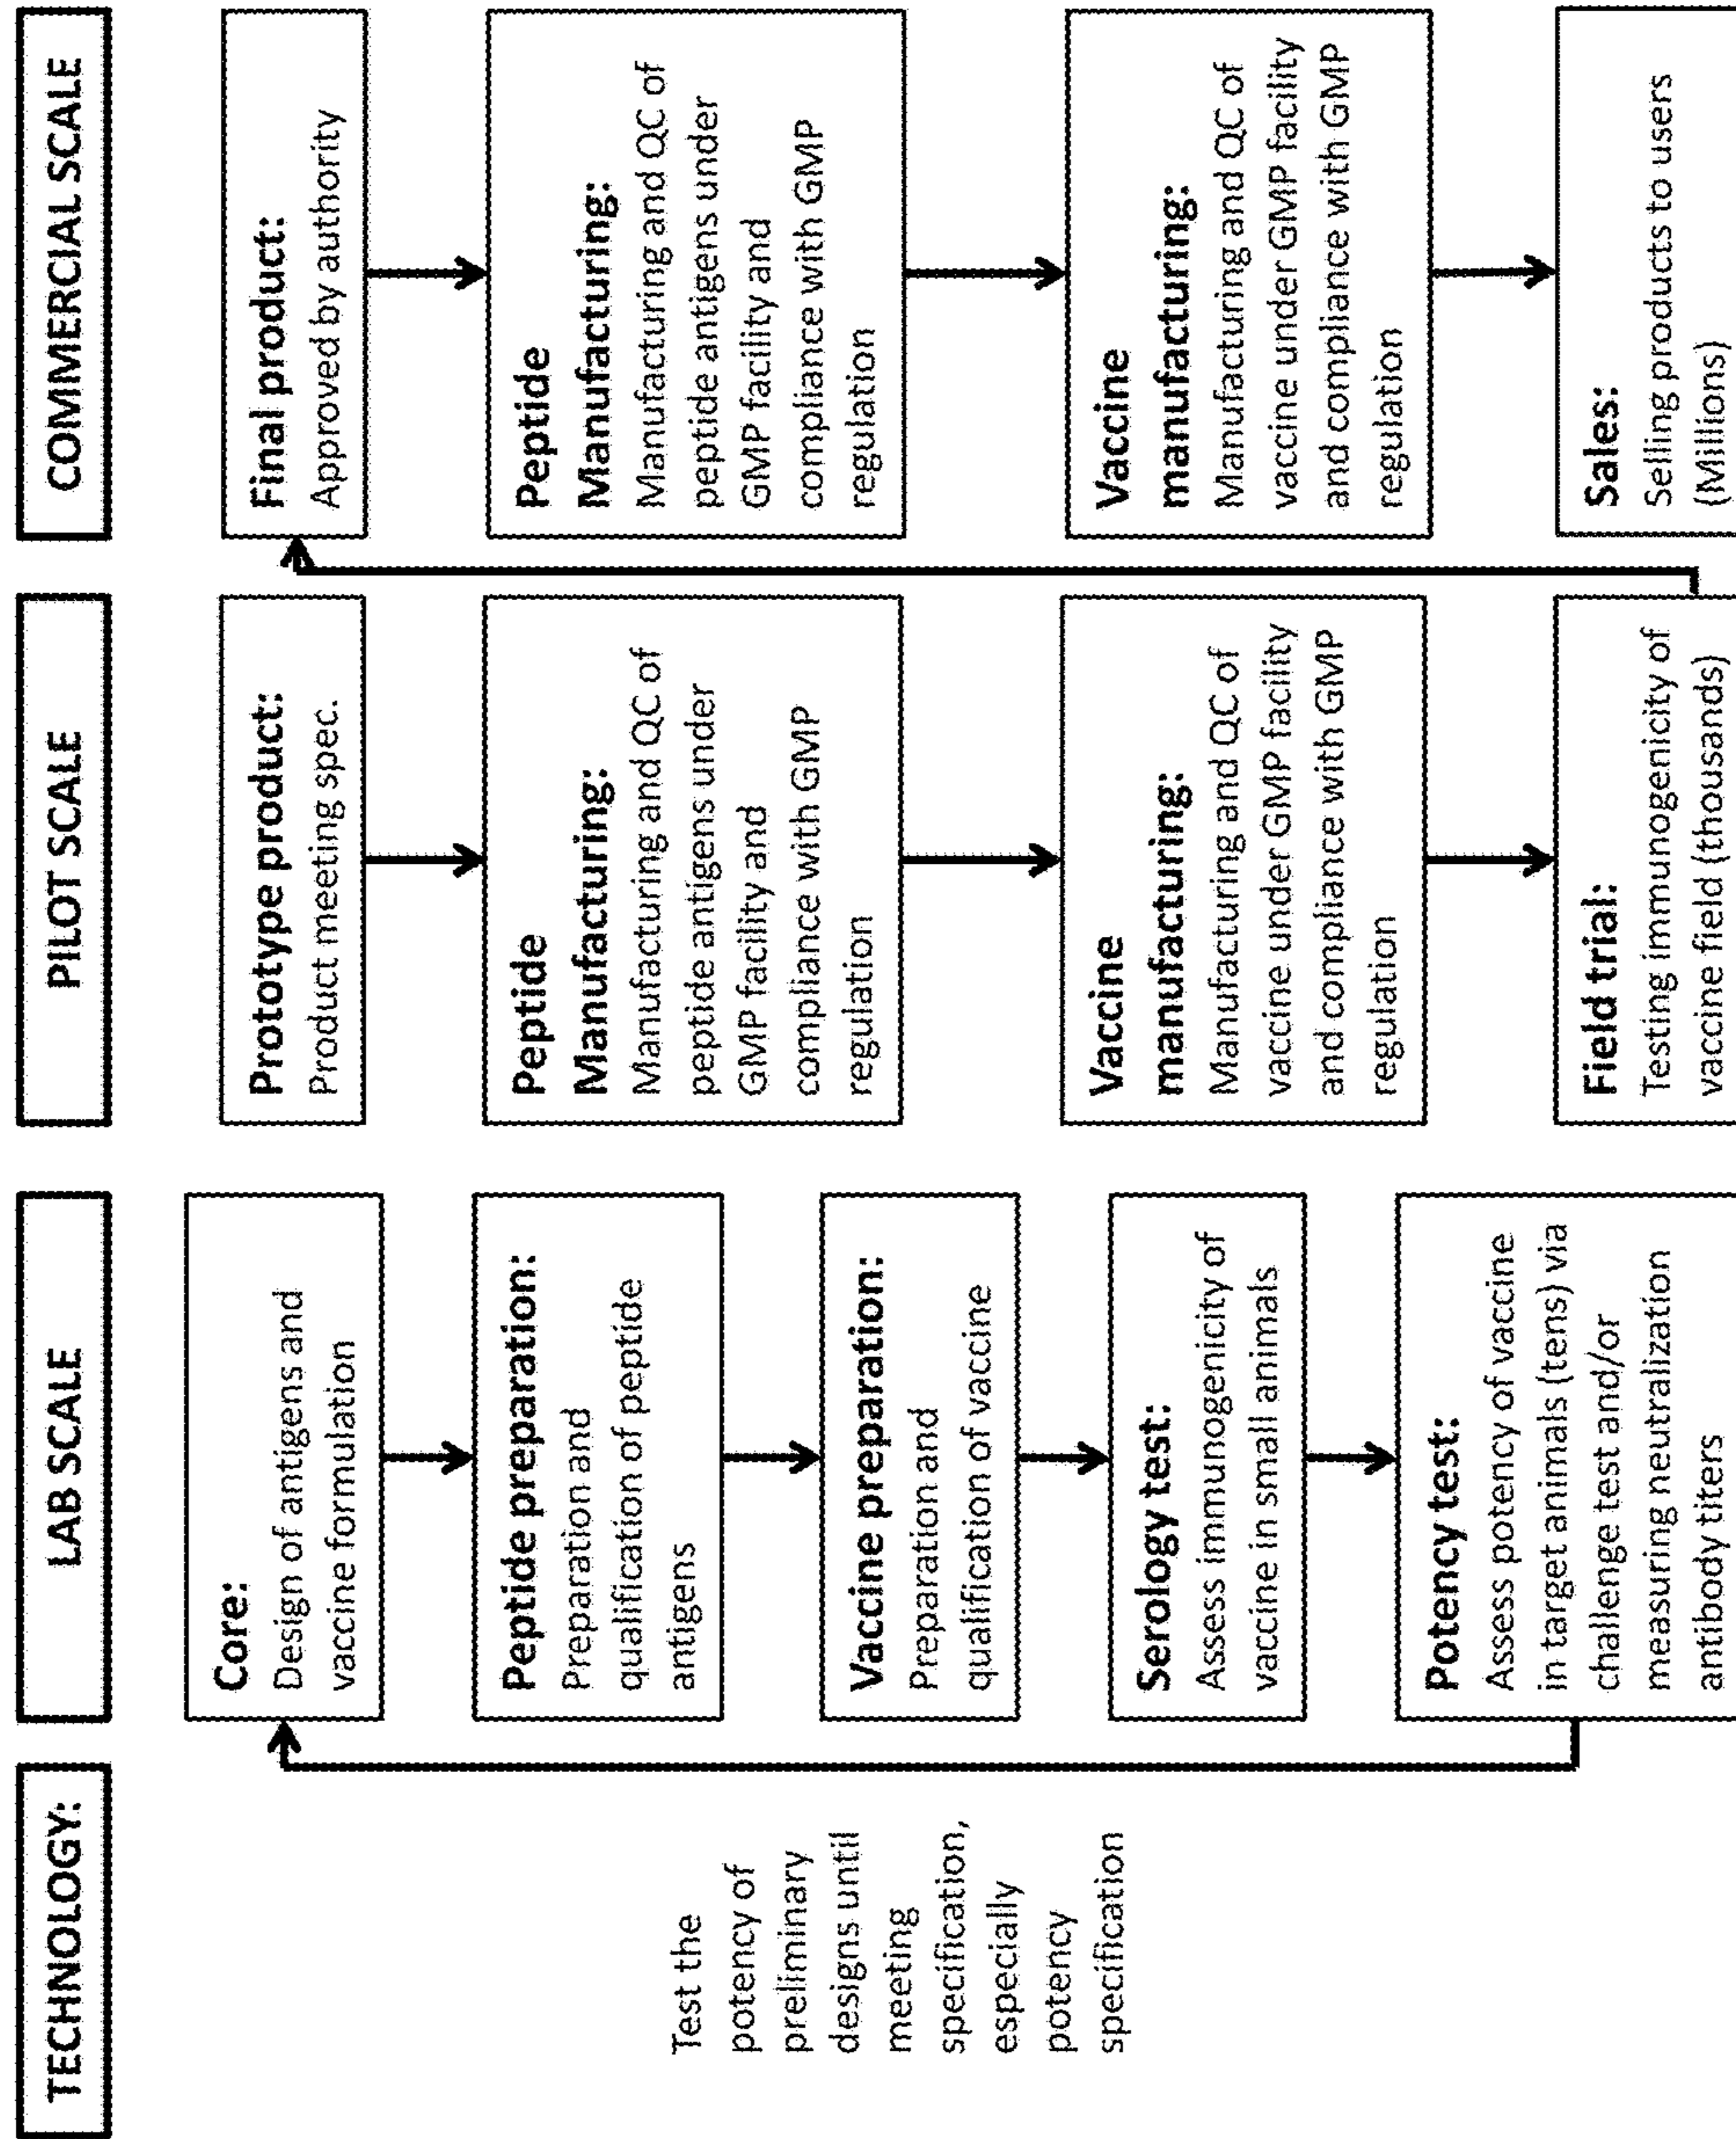 TECHNOLOGY:
Test the
potency of
preliminary
designs until
meeting
specification,
especially
potency
specification
LAB SCALE
Core:
Design of antigens and
vaccine formulation
Peptide preparation:
Preparation and
qualification of peptide
antigens
Vaccine preparation:
Preparation and
qualification of vaccine
Serology test:
Assess immunogenicity of
vaccine in small animals
Potency test:
Assess potency of vaccine
in target animals (tens) via
challenge test and/or
measuring neutralization
antibody titers
PILOT SCALE
Prototype product:
Product meeting spec.
Peptide
Manufacturing:
Manufacturing and QC of
peptide antigens under
GMP facility and
compliance with GMP
regulation
Vaccine
manufacturing:
Manufacturing and QC of
vaccine under GMP facility
and compliance with GMP
regulation
Field trial:
Testing immunogenicity of
vaccine field (thousands)
COMMERCIAL SCALE
Final product:
Approved by authority
Peptide
Manufacturing:
Manufacturing and QC of
peptide antigens under
GMP facility and
compliance with GMP
regulation
Vaccine
manufacturing:
Manufacturing and QC of
vaccine under GMP facility
and compliance with GMP
regulation
Sales:
Selling products to users
(Millions)